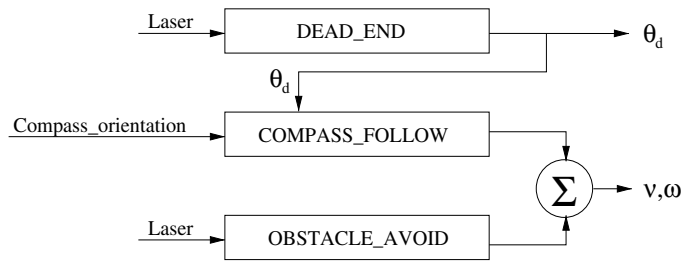 Laser
DEAD_END
θd
θd
Compass_orientation
COMPASS_FOLLOW
Σ
ν,ω
Laser
OBSTACLE_AVOID